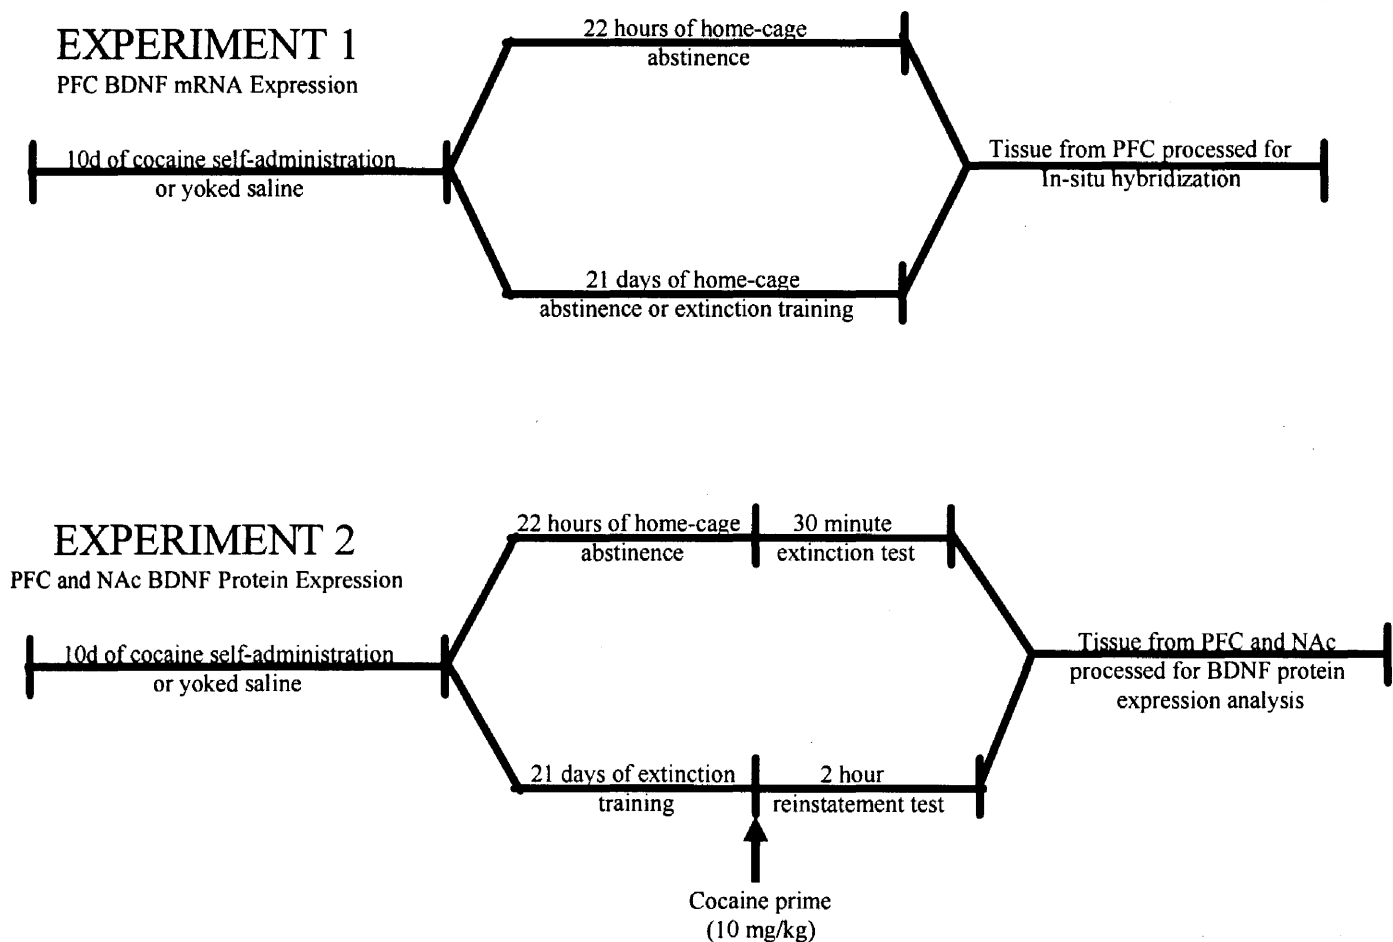 EXPERIMENT 1
PFC BDNF mRNA Expression
22 hours of home-cage
abstinence
10d of cocaine self-administration
or yoked saline
Tissue from PFC processed for
In-situ hybridization
21 days of home-cage
abstinence or extinction training
EXPERIMENT 2
PFC and NAc BDNF Protein Expression
22 hours of home-cage
abstinence
30 minute
extinction test
10d of cocaine self-administration
or yoked saline
Tissue from PFC and NAc
processed for BDNF protein
expression analysis
21 days of extinction
training
2 hour
reinstatement test
Cocaine prime
(10 mg/kg)